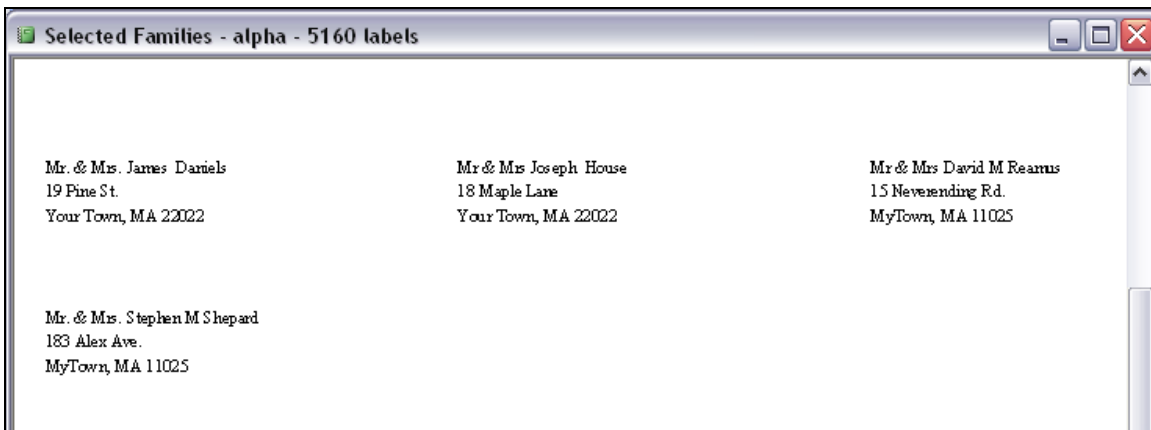 Selected Families - alpha - 5160 labels
Mr. & Mrs. James Daniels
19 Pine St.
Your Town, MA 22022
Mr & Mrs Joseph House
18 Maple Lane
Your Town, MA 22022
Mr & Mrs David M Reamus
15 Neverending Rd.
MyTown, MA 11025
Mr. & Mrs. Stephen M Shepard
183 Alex Ave.
MyTown, MA 11025